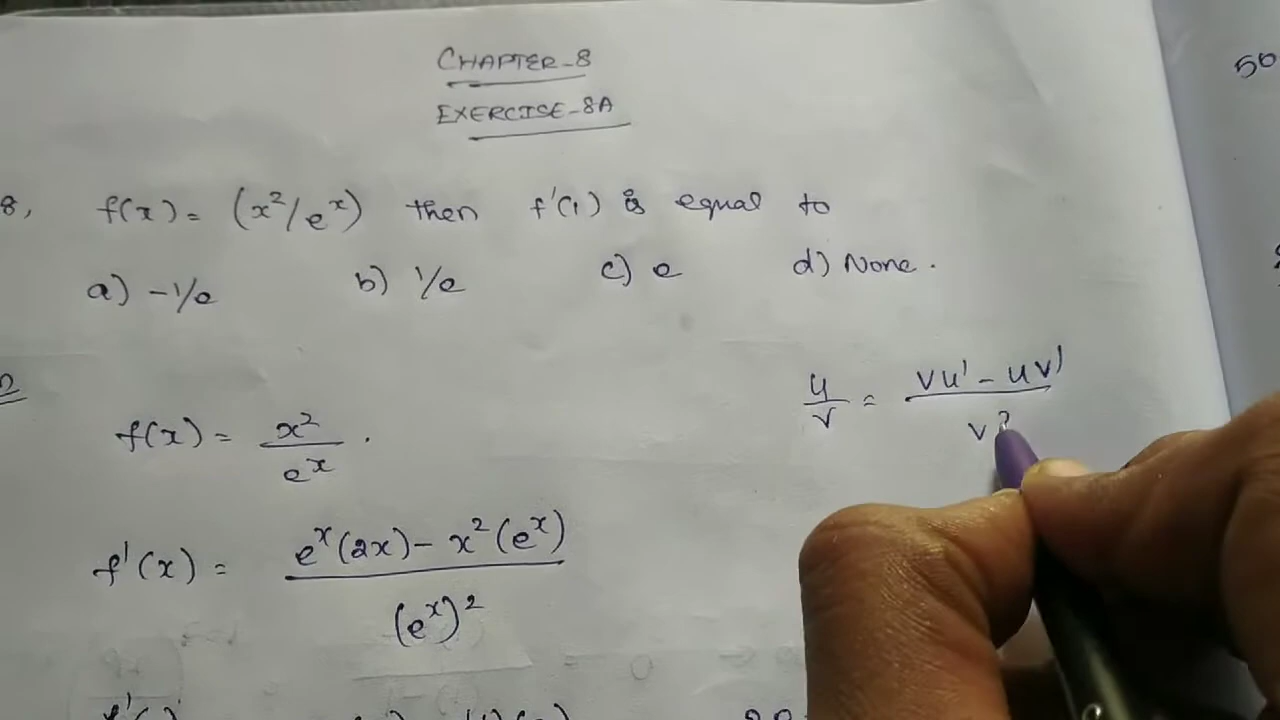 CHAPTER-8
EXERCISE-8A
8, f(x) = (x²/eˣ) then f'(1) is equal to
a) -1/e b) 1/e c) e d) None.
f(x) = x²/eˣ .
u/v = vu' - uv' / v²
f'(x) = eˣ(2x) - x²(eˣ) / (eˣ)²
50